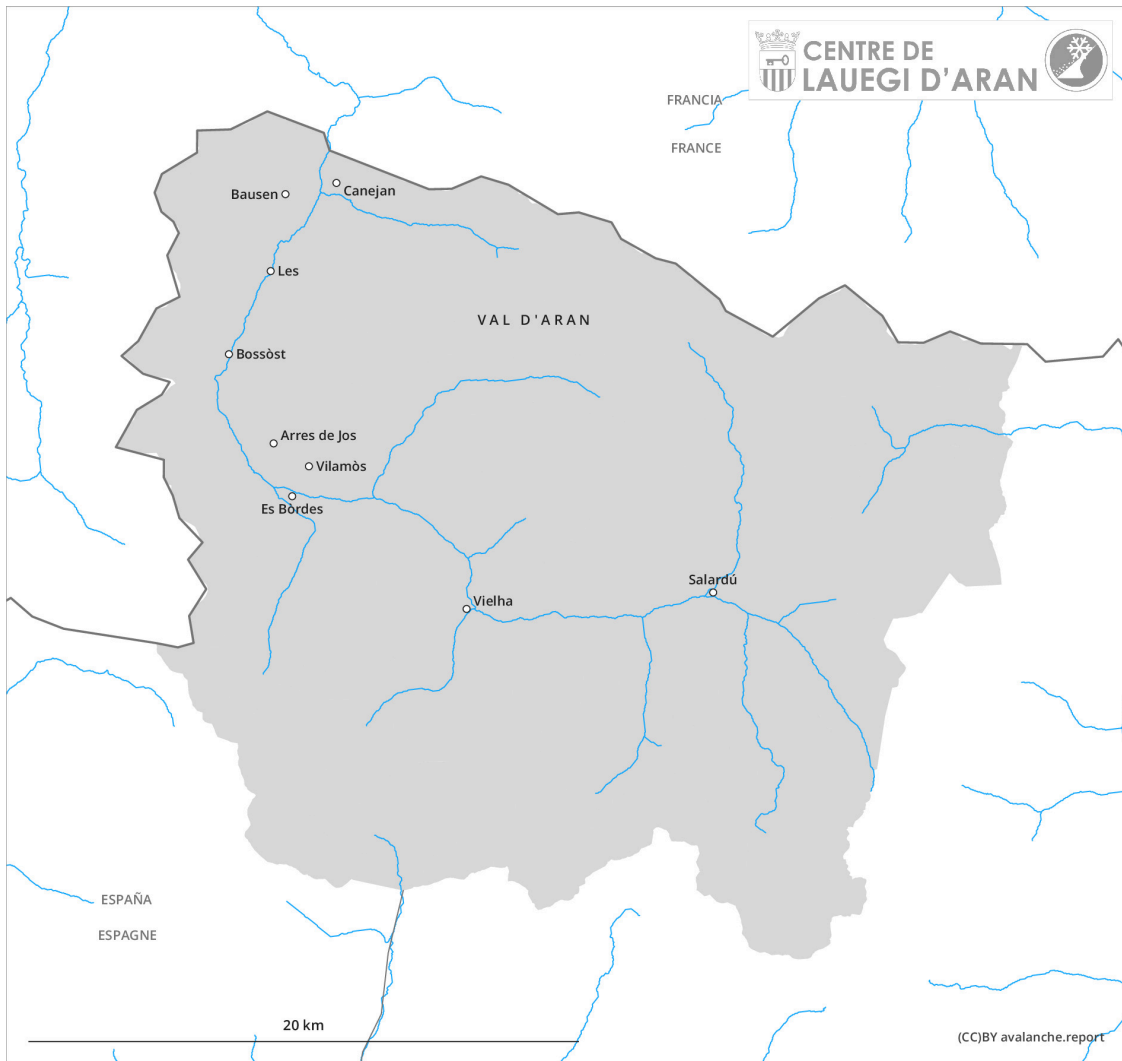 CENTRE DE
LAUEGI D'ARAN
FRANCIA
FRANCE
Bausen
Canejan
Les
VAL D'ARAN
Bossòst
Arres de Jos
Vilamòs
Es Bòrdes
Salardú
Vielha
ESPAÑA
ESPAGNE
20 km
(CC)BY avalanche.report